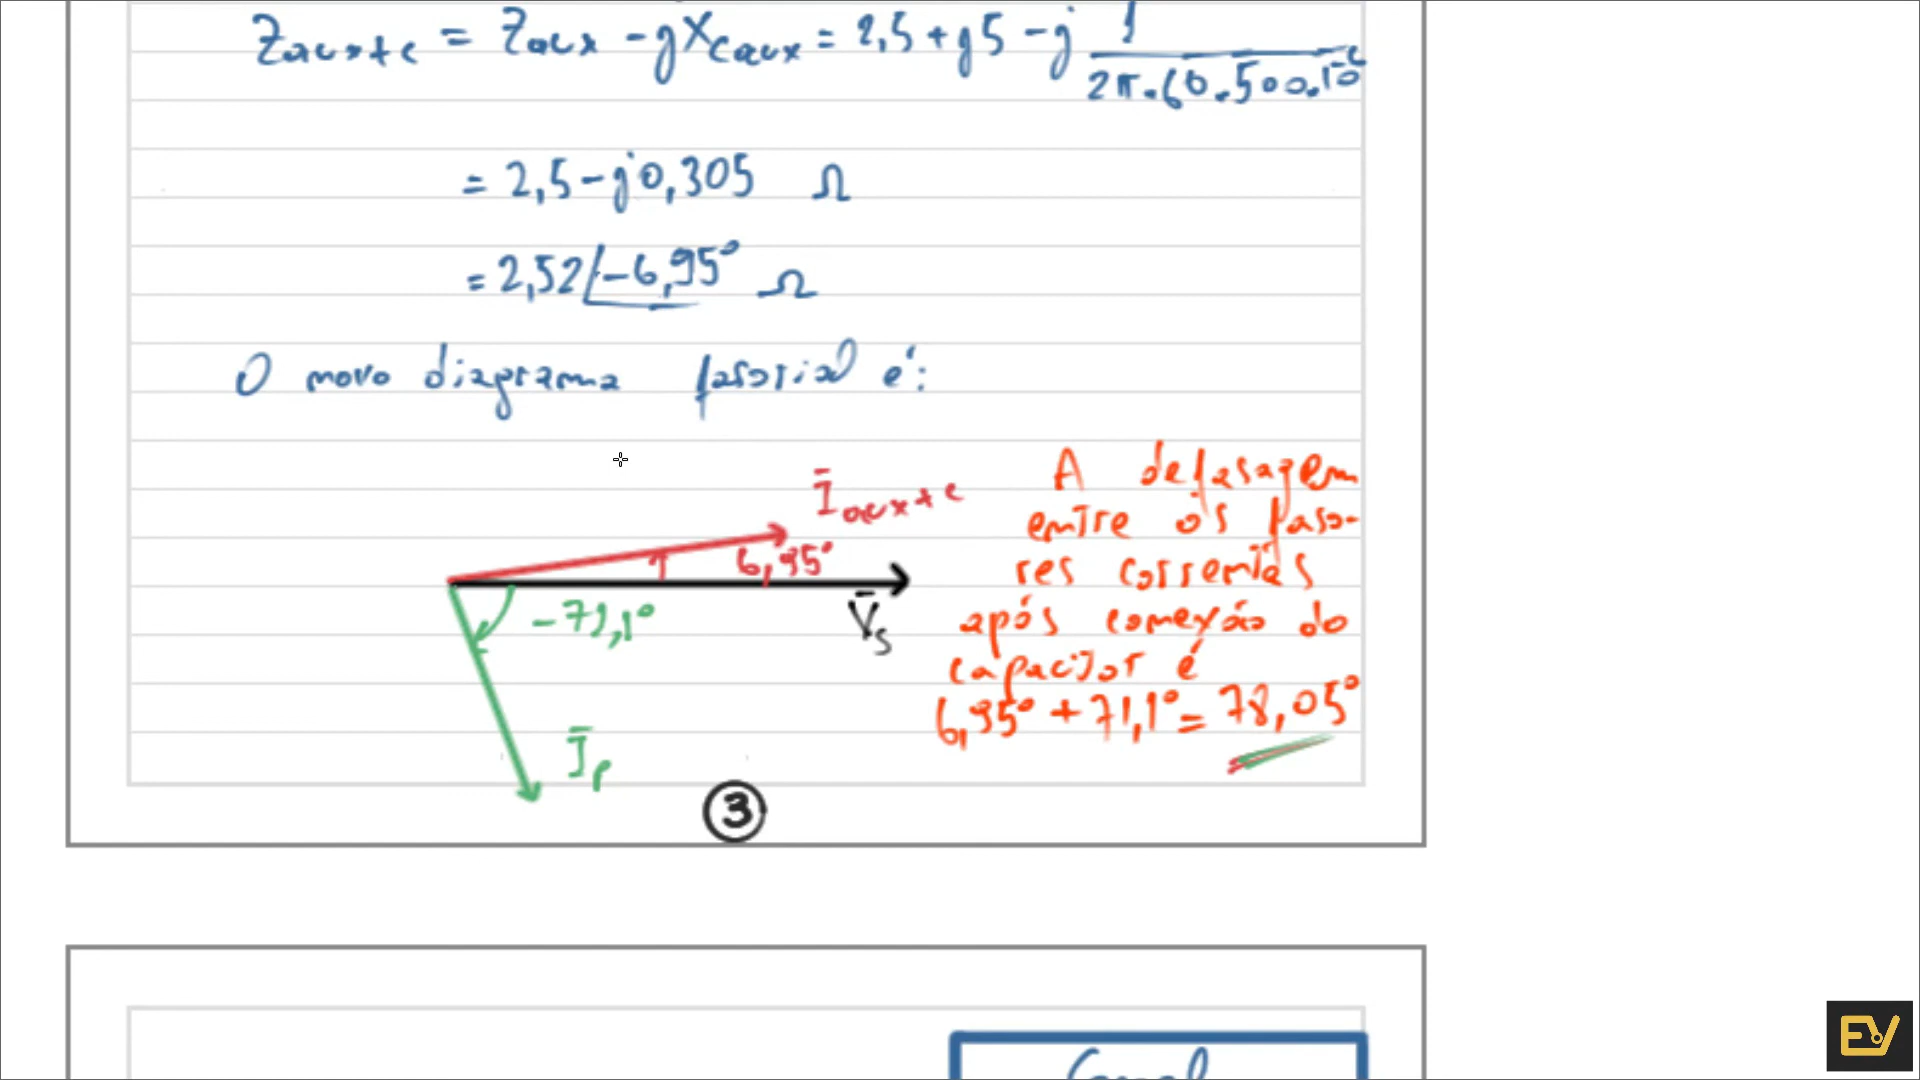 Zaux+c = Zaux - jXcaux = 2,5 + j5 - j 1
2π.60.500.10⁻⁶
= 2,5 - j0,305 Ω
= 2,52∠-6,95° Ω
O novo diagrama fasorial é:
Īaux+c
6,95°
V̄s
-71,1°
Īp
A defasagem
entre os faso-
res correntes
após conexão do
capacitor é
6,95° + 71,1° = 78,05°
3
EV